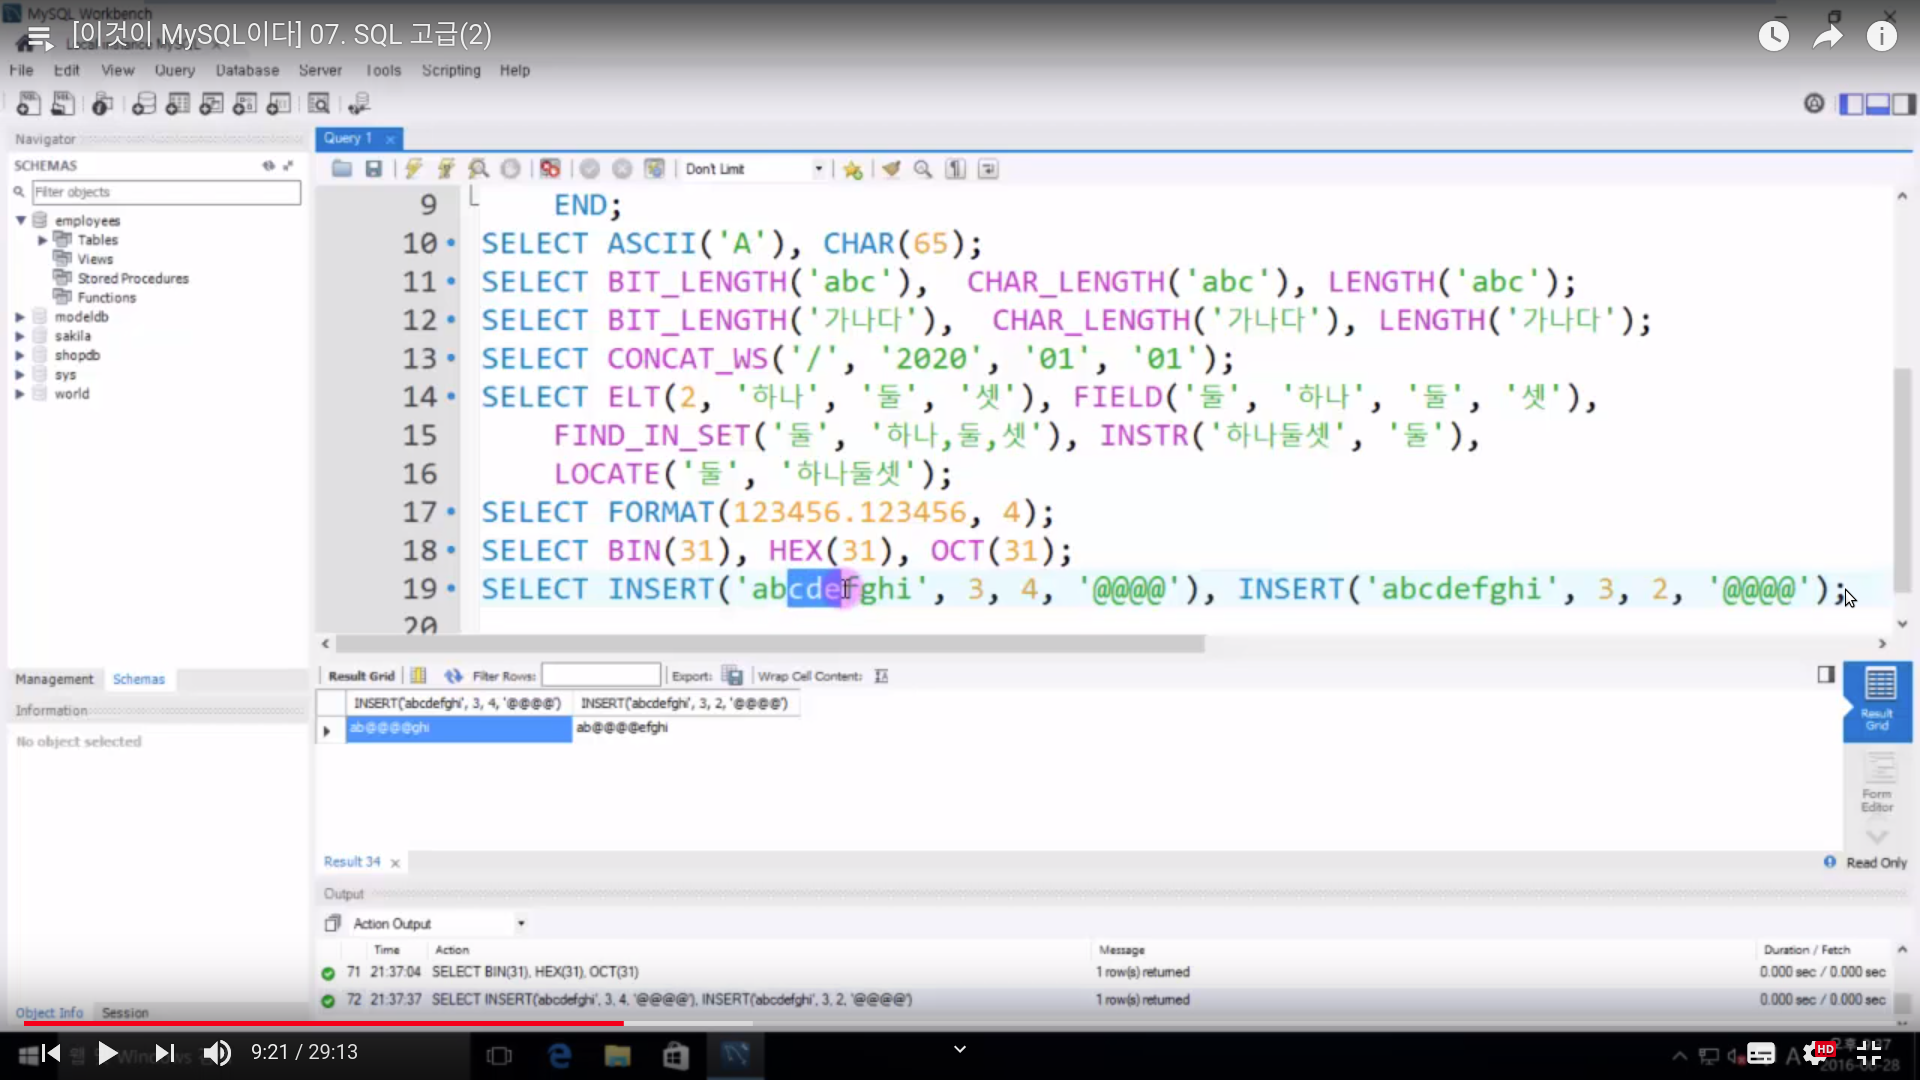 MySQL Workbench
[이것이 MySQL이다] 07. SQL 고급(2)
File Edit View Query Database Server Tools Scripting Help
Navigator
Query 1
SCHEMAS
Don't Limit
Filter objects
employees
Tables
Views
Stored Procedures
Functions
modeldb
sakila
shopdb
sys
world
9 END;
10 SELECT ASCII('A'), CHAR(65);
11 SELECT BIT_LENGTH('abc'), CHAR_LENGTH('abc'), LENGTH('abc');
12 SELECT BIT_LENGTH('가나다'), CHAR_LENGTH('가나다'), LENGTH('가나다');
13 SELECT CONCAT_WS('/', '2020', '01', '01');
14 SELECT ELT(2, '하나', '둘', '셋'), FIELD('둘', '하나', '둘', '셋'),
15 FIND_IN_SET('둘', '하나,둘,셋'), INSTR('하나둘셋', '둘'),
16 LOCATE('둘', '하나둘셋');
17 SELECT FORMAT(123456.123456, 4);
18 SELECT BIN(31), HEX(31), OCT(31);
19 SELECT INSERT('abcdefghi', 3, 4, '@@@@'), INSERT('abcdefghi', 3, 2, '@@@@');
20
Management Schemas
Information
No object selected
Result Grid Filter Rows: Export: Wrap Cell Content:
INSERT('abcdefghi', 3, 4, '@@@@') INSERT('abcdefghi', 3, 2, '@@@@')
ab@@@@ghi ab@@@@efghi
Result Grid
Form Editor
Result 34
Read Only
Output
Action Output
Time Action Message Duration / Fetch
71 21:37:04 SELECT BIN(31), HEX(31), OCT(31) 1 row(s) returned 0.000 sec / 0.000 sec
72 21:37:37 SELECT INSERT('abcdefghi', 3, 4, '@@@@'), INSERT('abcdefghi', 3, 2, '@@@@') 1 row(s) returned 0.000 sec / 0.000 sec
Object Info Session
9:21 / 29:13
HD